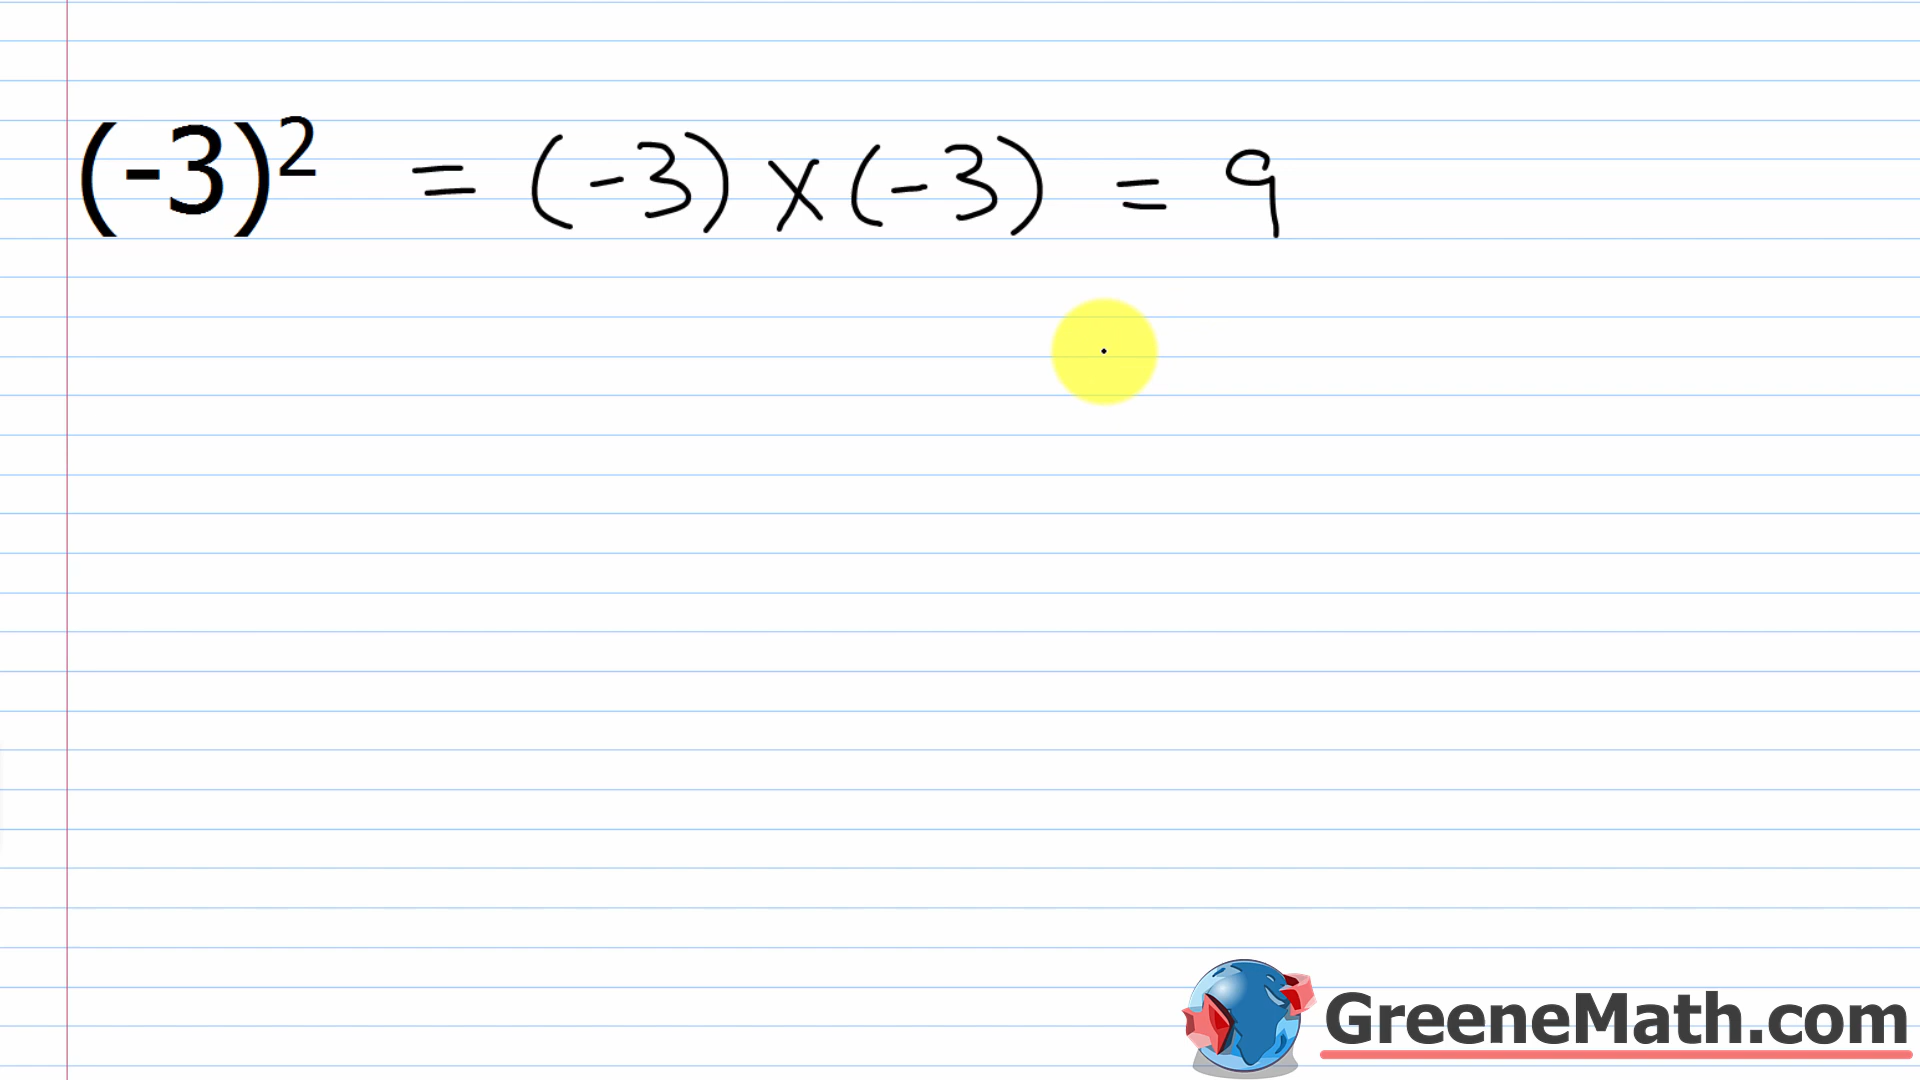 (-3)² = (-3) x (-3) = 9
GreeneMath.com